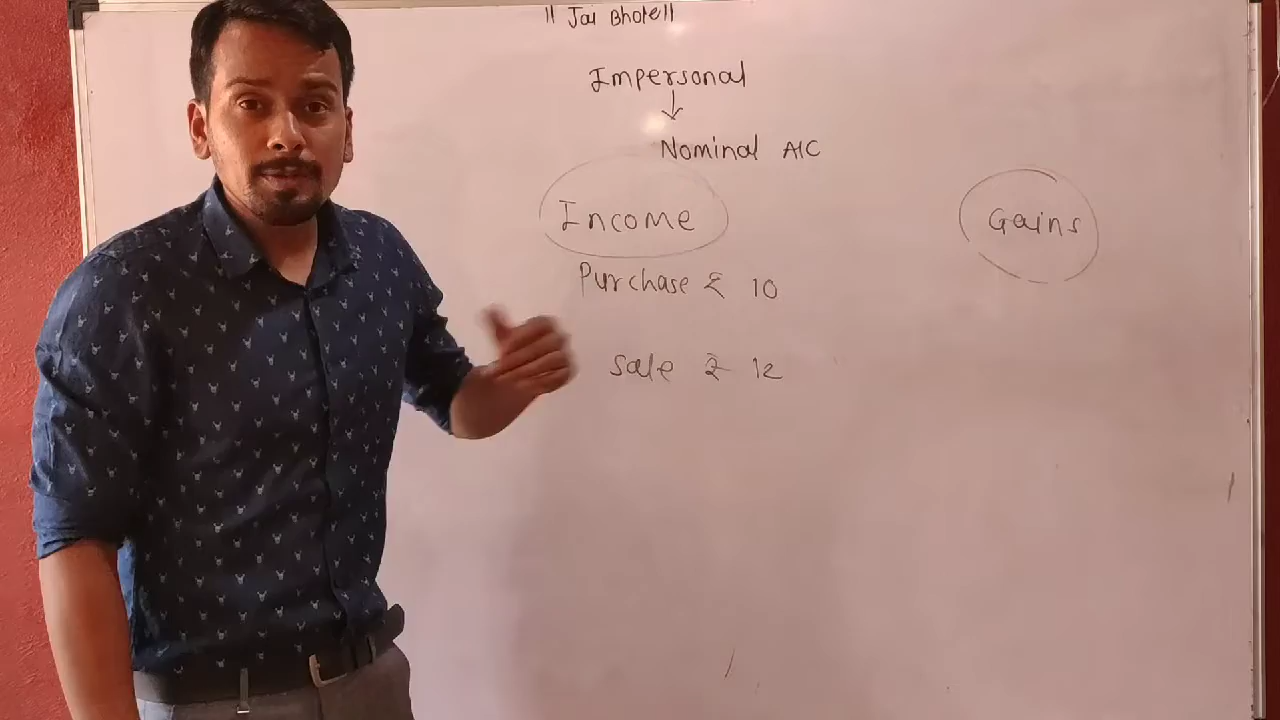 || Jai Bhole ||
Impersonal
↓
Nominal A/C
Income
Gains
Purchase ₹ 10
Sale ₹ 12